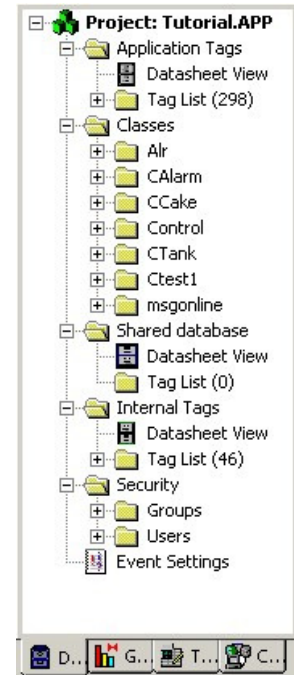 Project: Tutorial.APP
Application Tags
Datasheet View
Tag List (298)
Classes
Alr
CAlarm
CCake
Control
CTank
Ctest1
msgonline
Shared database
Datasheet View
Tag List (0)
Internal Tags
Datasheet View
Tag List (46)
Security
Groups
Users
Event Settings
D... G... T... C...